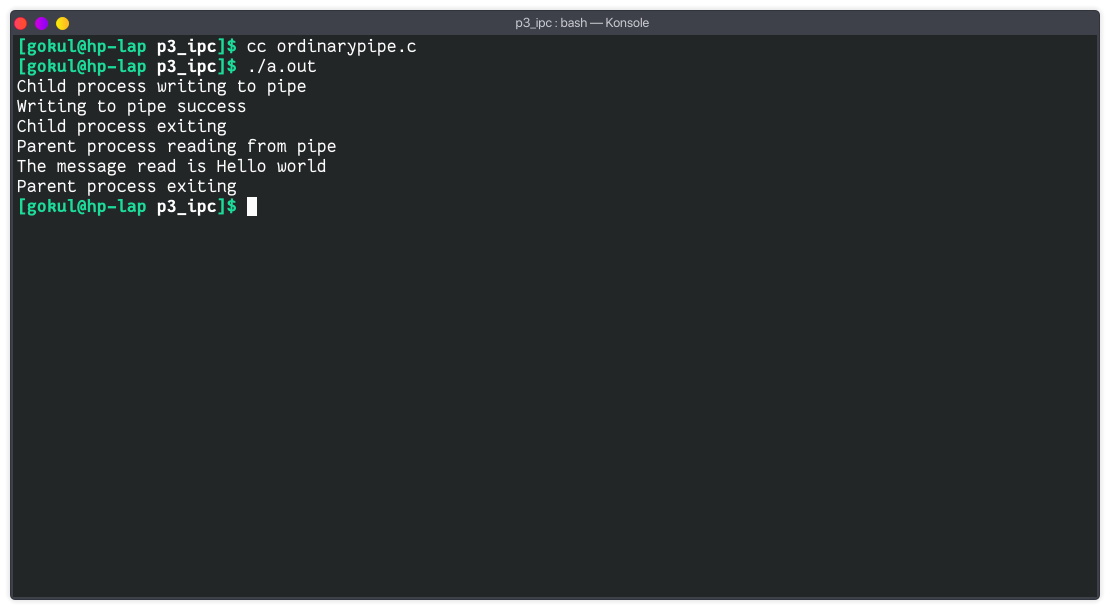 p3_ipc : bash — Konsole
[gokul@hp-lap p3_ipc]$ cc ordinarypipe.c
[gokul@hp-lap p3_ipc]$ ./a.out
Child process writing to pipe
Writing to pipe success
Child process exiting
Parent process reading from pipe
The message read is Hello world
Parent process exiting
[gokul@hp-lap p3_ipc]$